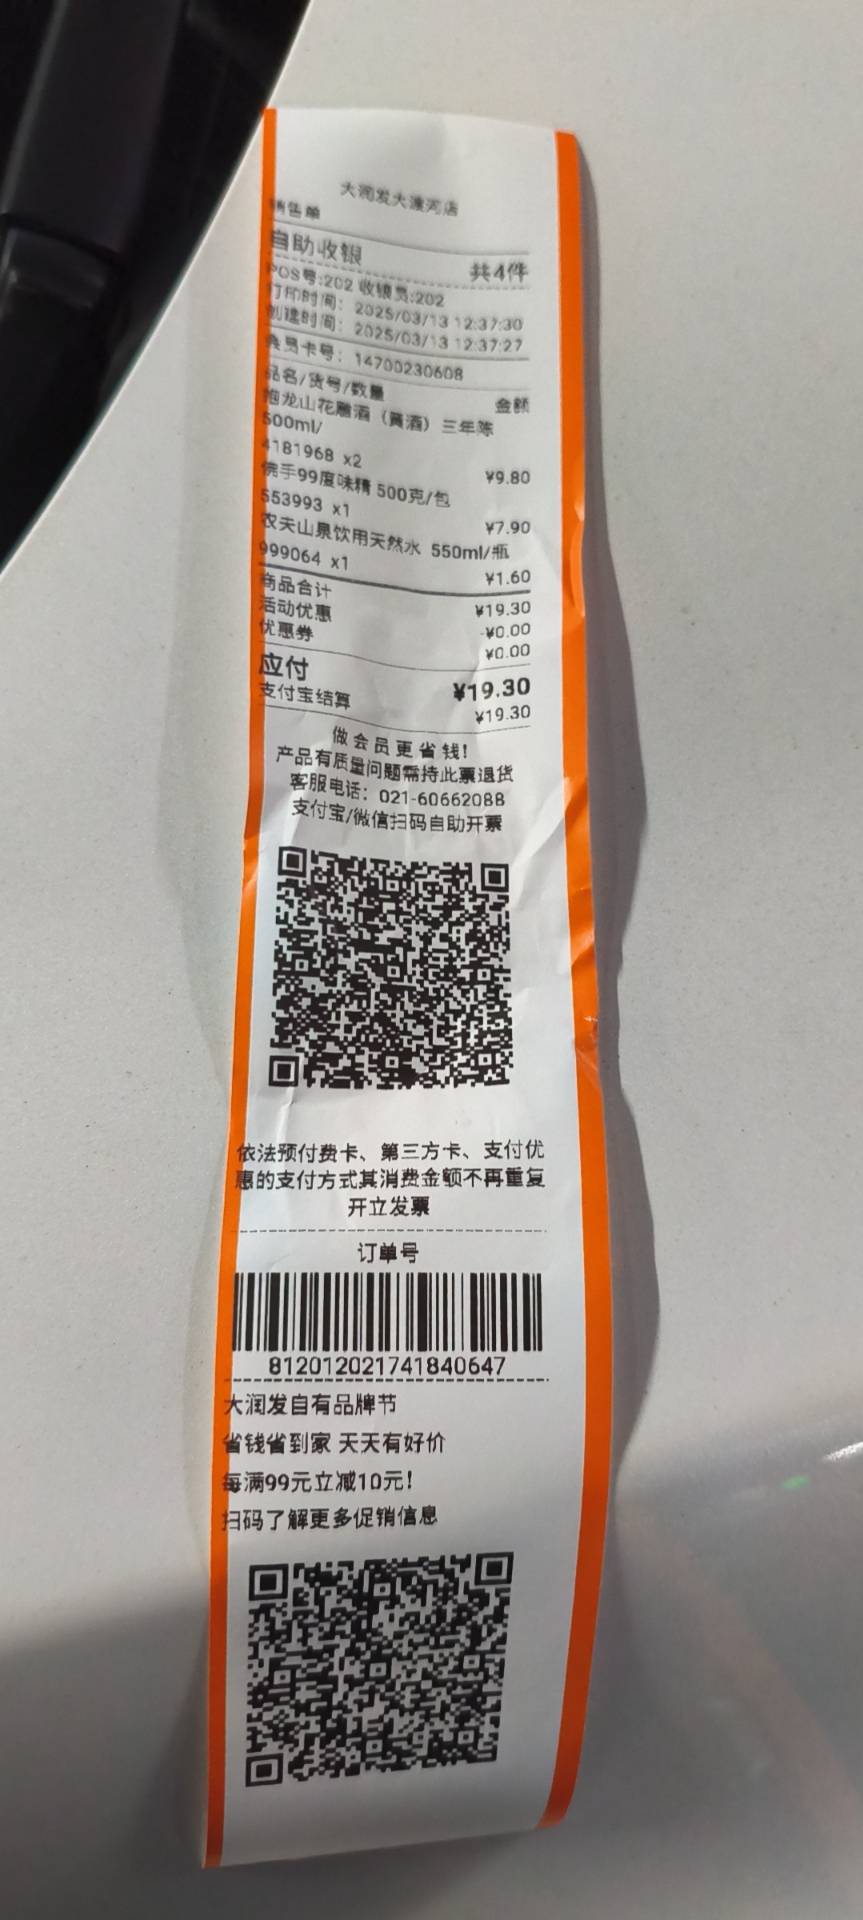 大润发大渡河店
销售单
自助收银 共4件
POS号:202 收银员:202
打印时间: 2025/03/13 12:37:30
创建时间: 2025/03/13 12:37:27
会员卡号: 14700230608
品名/货号/数量 金额
抱龙山花雕酒（黄酒）三年陈
500ml/
4181968 x2 ¥9.80
佛手99度味精 500克/包
553993 x1 ¥7.90
农夫山泉饮用天然水 550ml/瓶
999064 x1 ¥1.60
商品合计 ¥19.30
活动优惠 -¥0.00
优惠券 ¥0.00
应付 ¥19.30
支付宝结算 ¥19.30
做会员更省钱!
产品有质量问题需持此票退货
客服电话: 021-60662088
支付宝/微信扫码自助开票
依法预付费卡、第三方卡、支付优
惠的支付方式其消费金额不再重复
开立发票
订单号
812012021741840647
大润发自有品牌节
省钱省到家 天天有好价
每满99元立减10元!
扫码了解更多促销信息